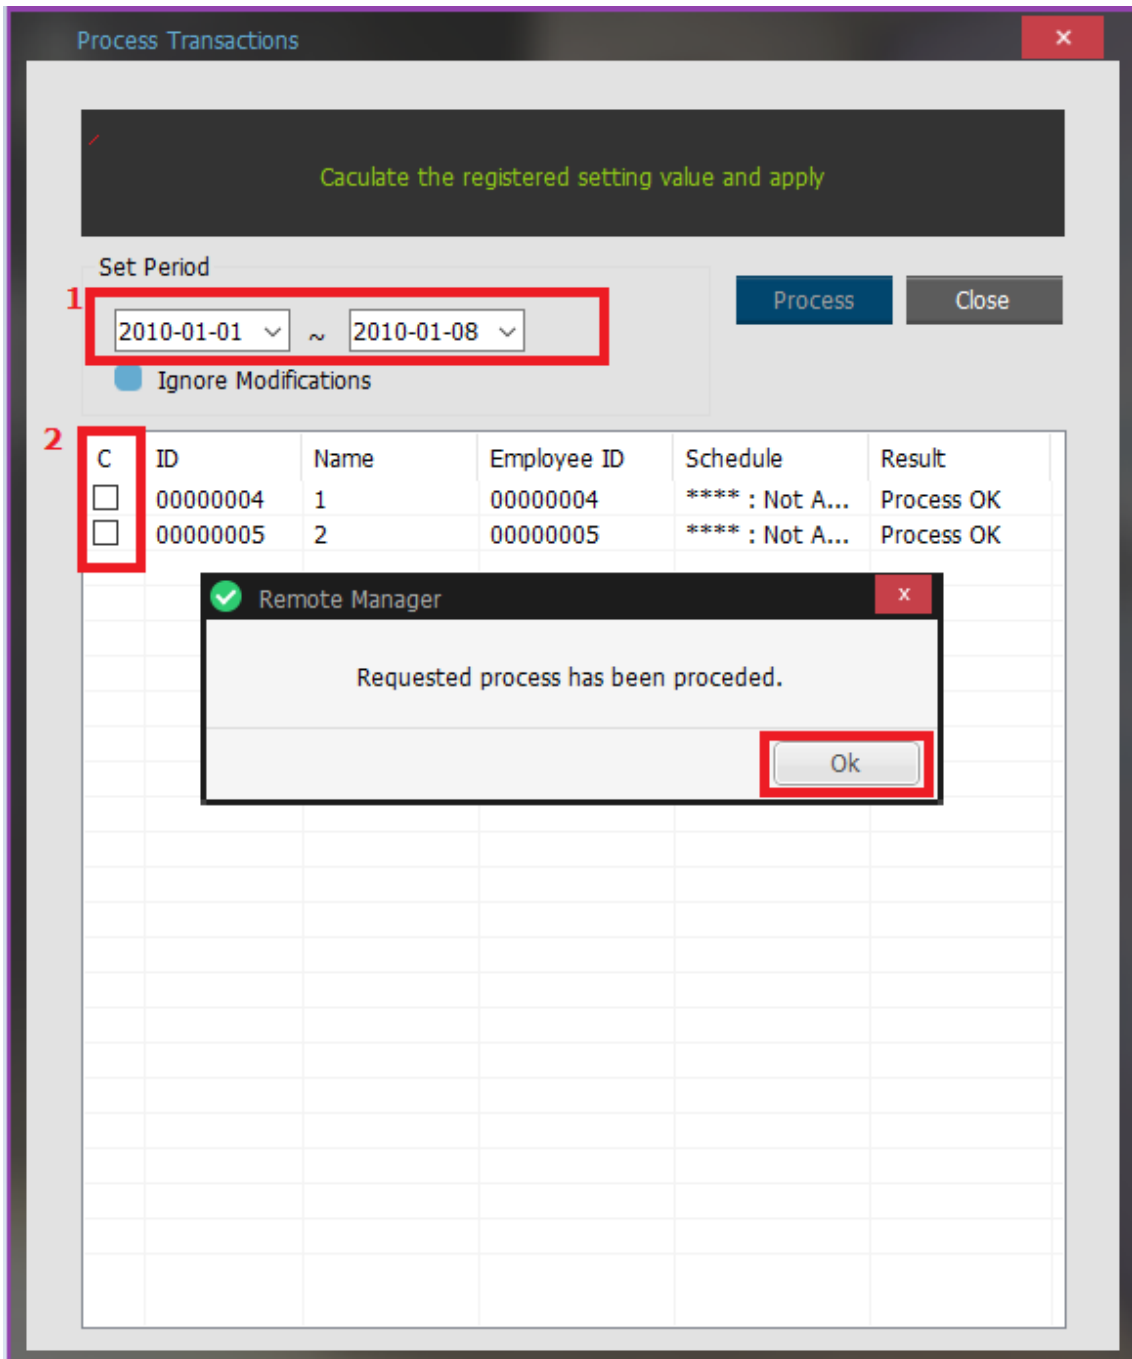 Process Transactions
x
Caculate the registered setting value and apply
Set Period
1
Process
Close
2010-01-01 ~ 2010-01-08
Ignore Modifications
2
C ID Name Employee ID Schedule Result
00000004 1 00000004 **** : Not A... Process OK
00000005 2 00000005 **** : Not A... Process OK
Remote Manager
x
Requested process has been proceded.
Ok